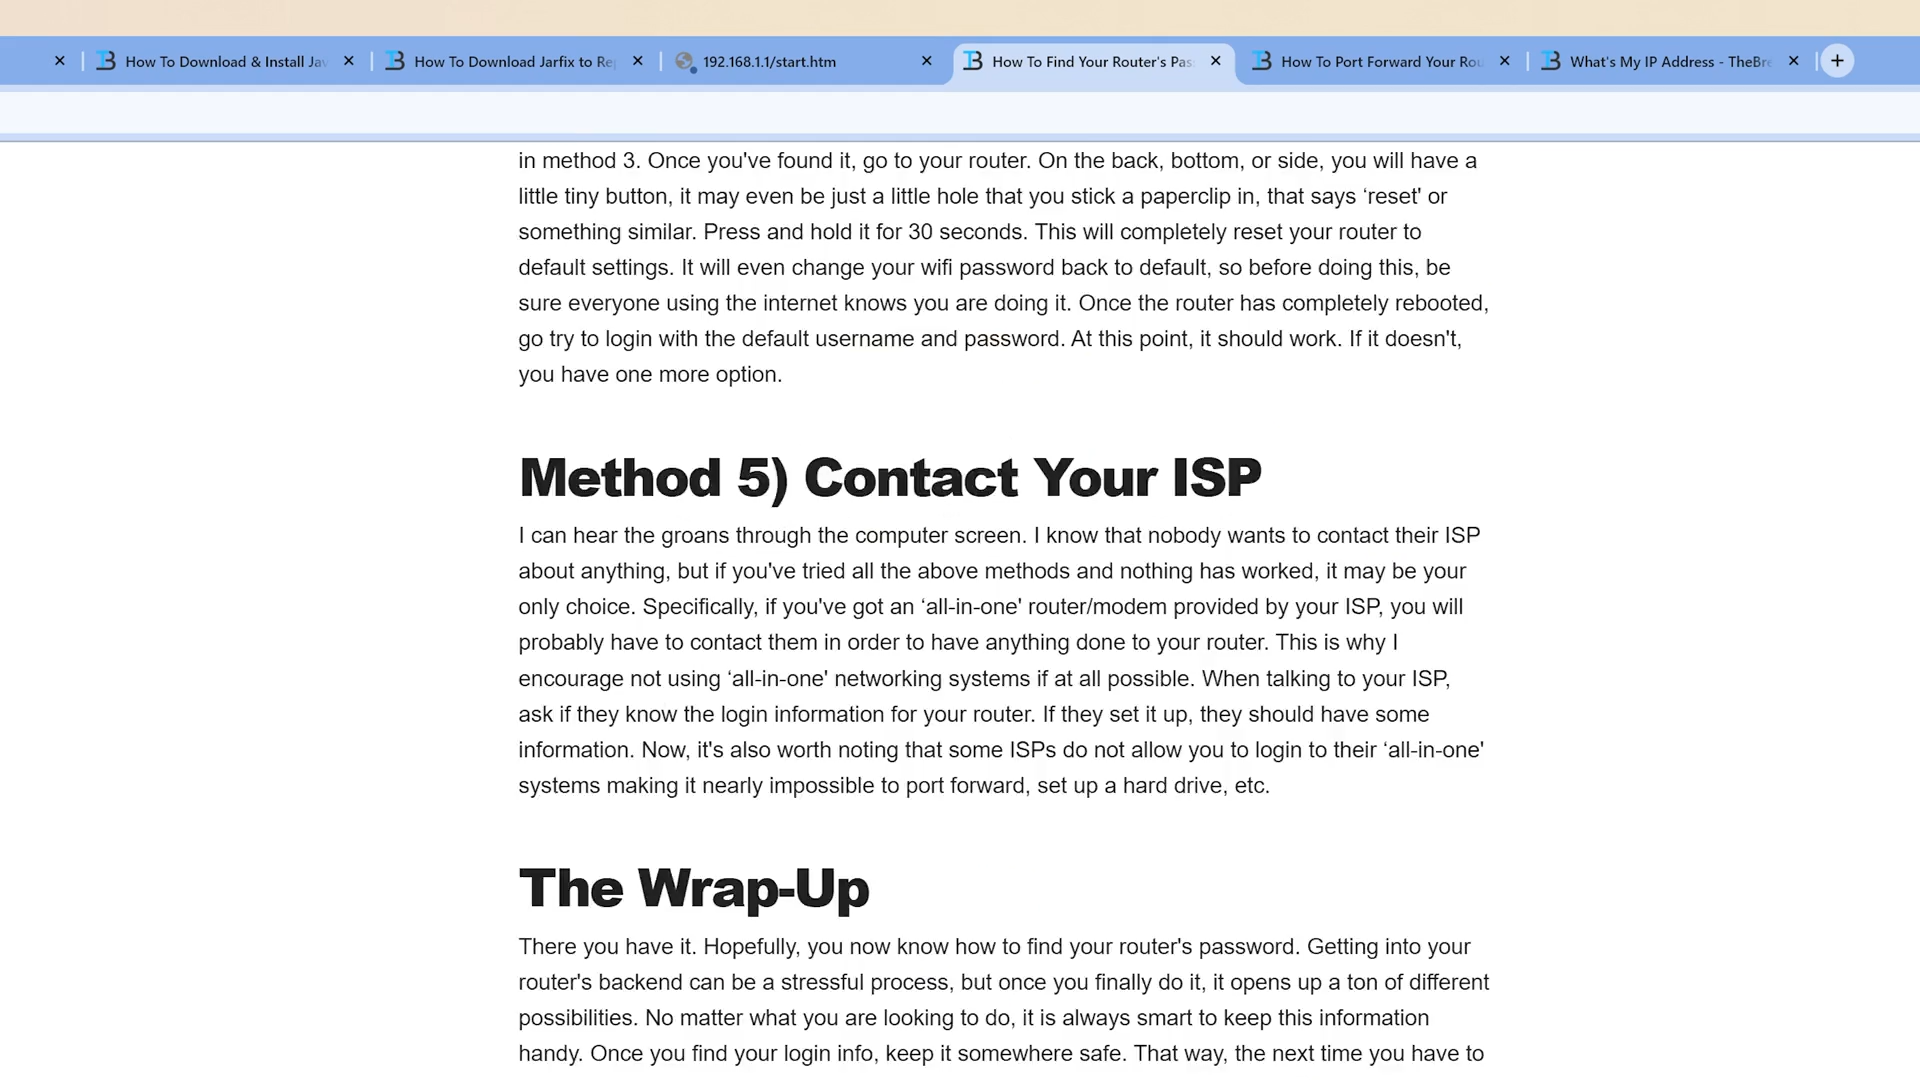 How To Download & Install Ja
How To Download Jarfix to Re
192.168.1.1/start.htm
How To Find Your Router's Pas
How To Port Forward Your Rou
What's My IP Address - TheBre
in method 3. Once you've found it, go to your router. On the back, bottom, or side, you will have a
little tiny button, it may even be just a little hole that you stick a paperclip in, that says ‘reset' or
something similar. Press and hold it for 30 seconds. This will completely reset your router to
default settings. It will even change your wifi password back to default, so before doing this, be
sure everyone using the internet knows you are doing it. Once the router has completely rebooted,
go try to login with the default username and password. At this point, it should work. If it doesn't,
you have one more option.
Method 5) Contact Your ISP
I can hear the groans through the computer screen. I know that nobody wants to contact their ISP
about anything, but if you've tried all the above methods and nothing has worked, it may be your
only choice. Specifically, if you've got an ‘all-in-one' router/modem provided by your ISP, you will
probably have to contact them in order to have anything done to your router. This is why I
encourage not using ‘all-in-one' networking systems if at all possible. When talking to your ISP,
ask if they know the login information for your router. If they set it up, they should have some
information. Now, it's also worth noting that some ISPs do not allow you to login to their ‘all-in-one'
systems making it nearly impossible to port forward, set up a hard drive, etc.
The Wrap-Up
There you have it. Hopefully, you now know how to find your router's password. Getting into your
router's backend can be a stressful process, but once you finally do it, it opens up a ton of different
possibilities. No matter what you are looking to do, it is always smart to keep this information
handy. Once you find your login info, keep it somewhere safe. That way, the next time you have to